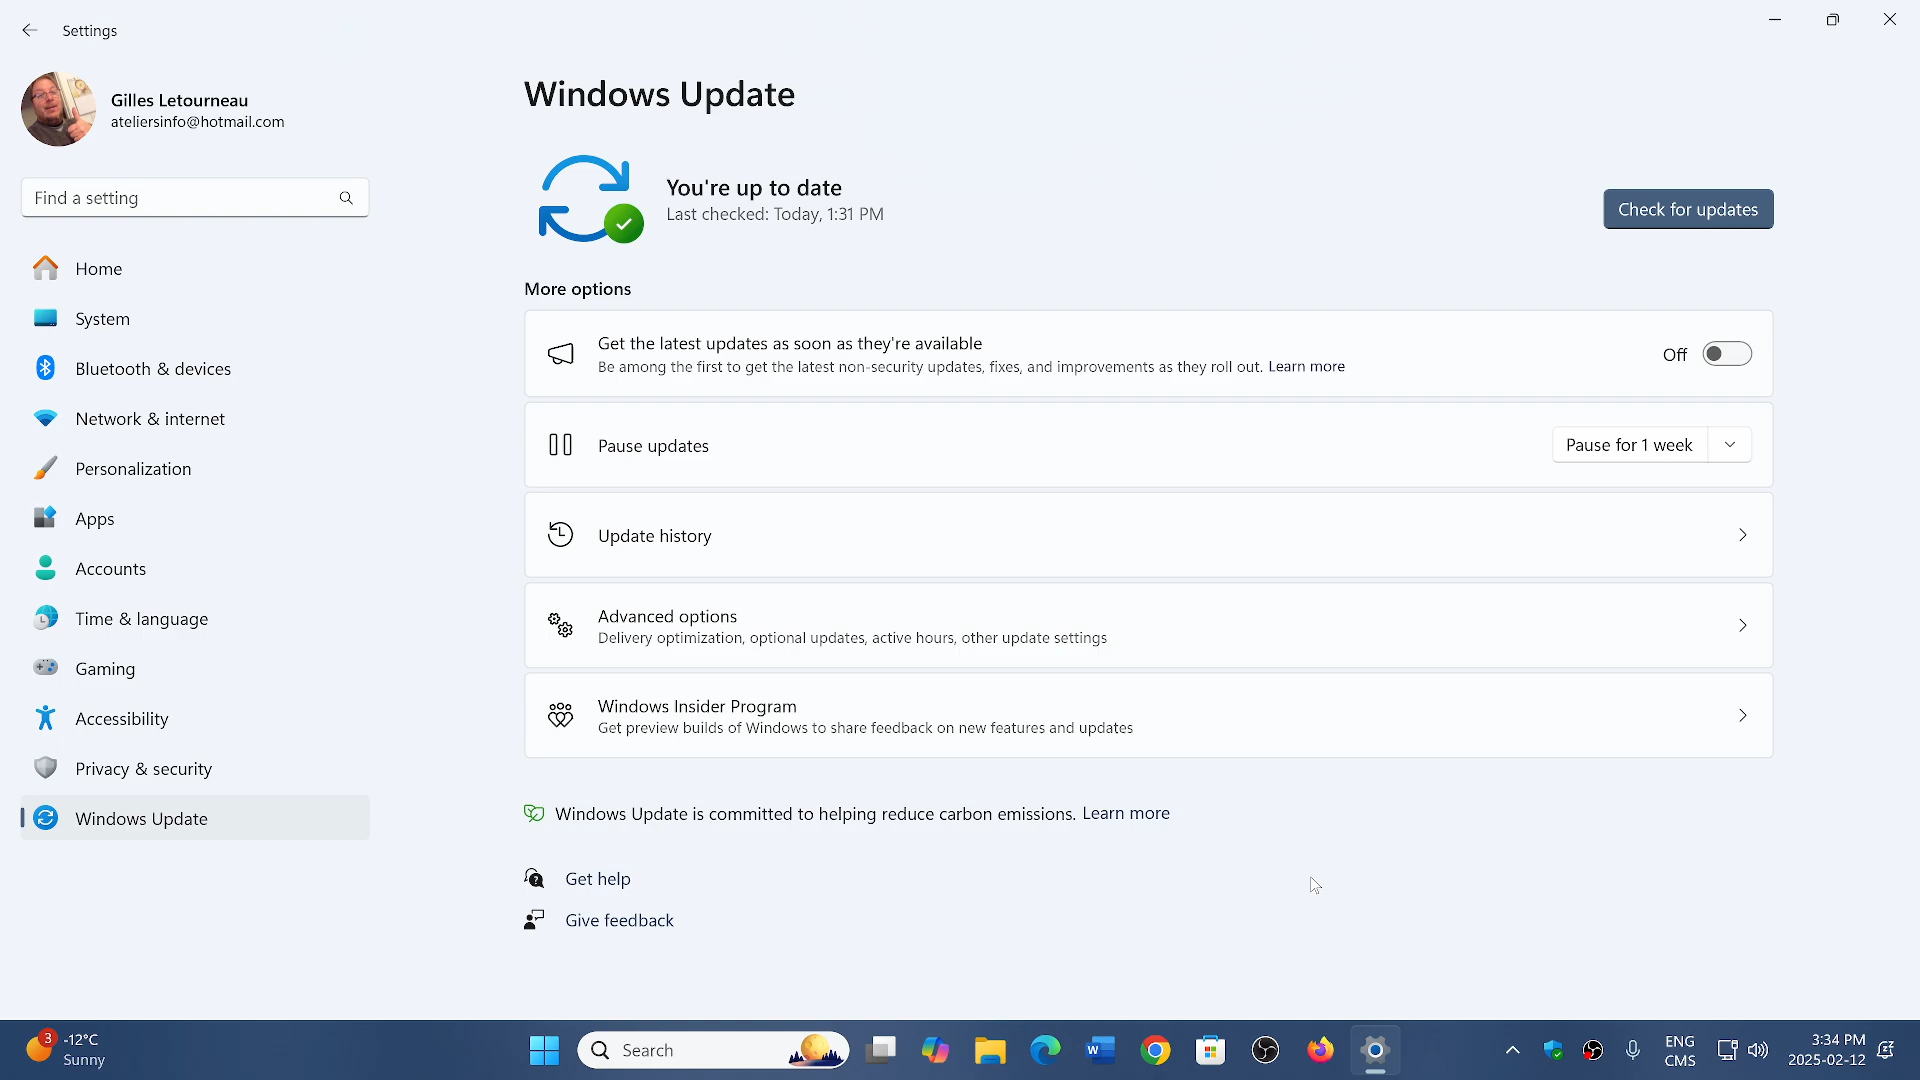 Settings
Gilles Letourneau
ateliersinfo@hotmail.com
Find a setting
Home
System
Bluetooth & devices
Network & internet
Personalization
Apps
Accounts
Time & language
Gaming
Accessibility
Privacy & security
Windows Update
Windows Update
You're up to date
Last checked: Today, 1:31 PM
Check for updates
More options
Get the latest updates as soon as they're available
Be among the first to get the latest non-security updates, fixes, and improvements as they roll out. Learn more
Off
Pause updates
Pause for 1 week
Update history
Advanced options
Delivery optimization, optional updates, active hours, other update settings
Windows Insider Program
Get preview builds of Windows to share feedback on new features and updates
Windows Update is committed to helping reduce carbon emissions. Learn more
Get help
Give feedback
3
-12°C
Sunny
Search
W
ENG
CMS
3:34 PM
2025-02-12